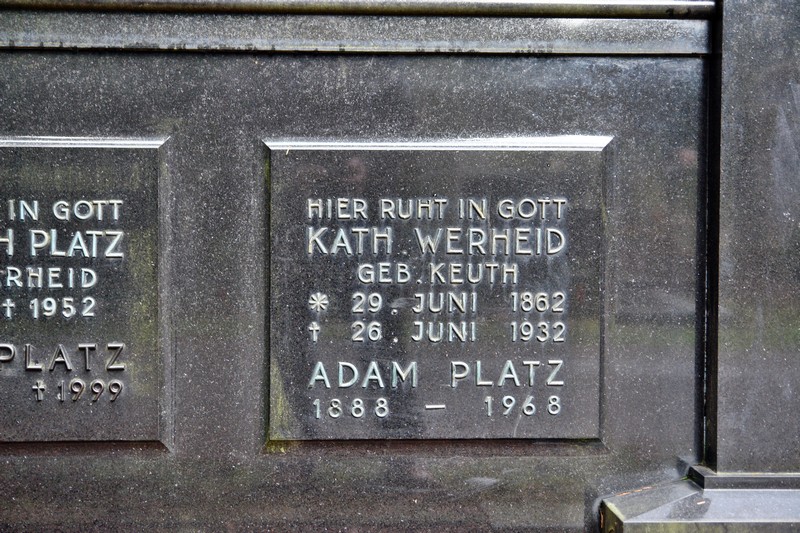 IN GOTT
H PLATZ
ERHEID
† 1952
PLATZ
† 1999
HIER RUHT IN GOTT
KATH. WERHEID
GEB. KEUTH
* 29. JUNI 1862
† 26. JUNI 1932
ADAM PLATZ
1888 – 1968